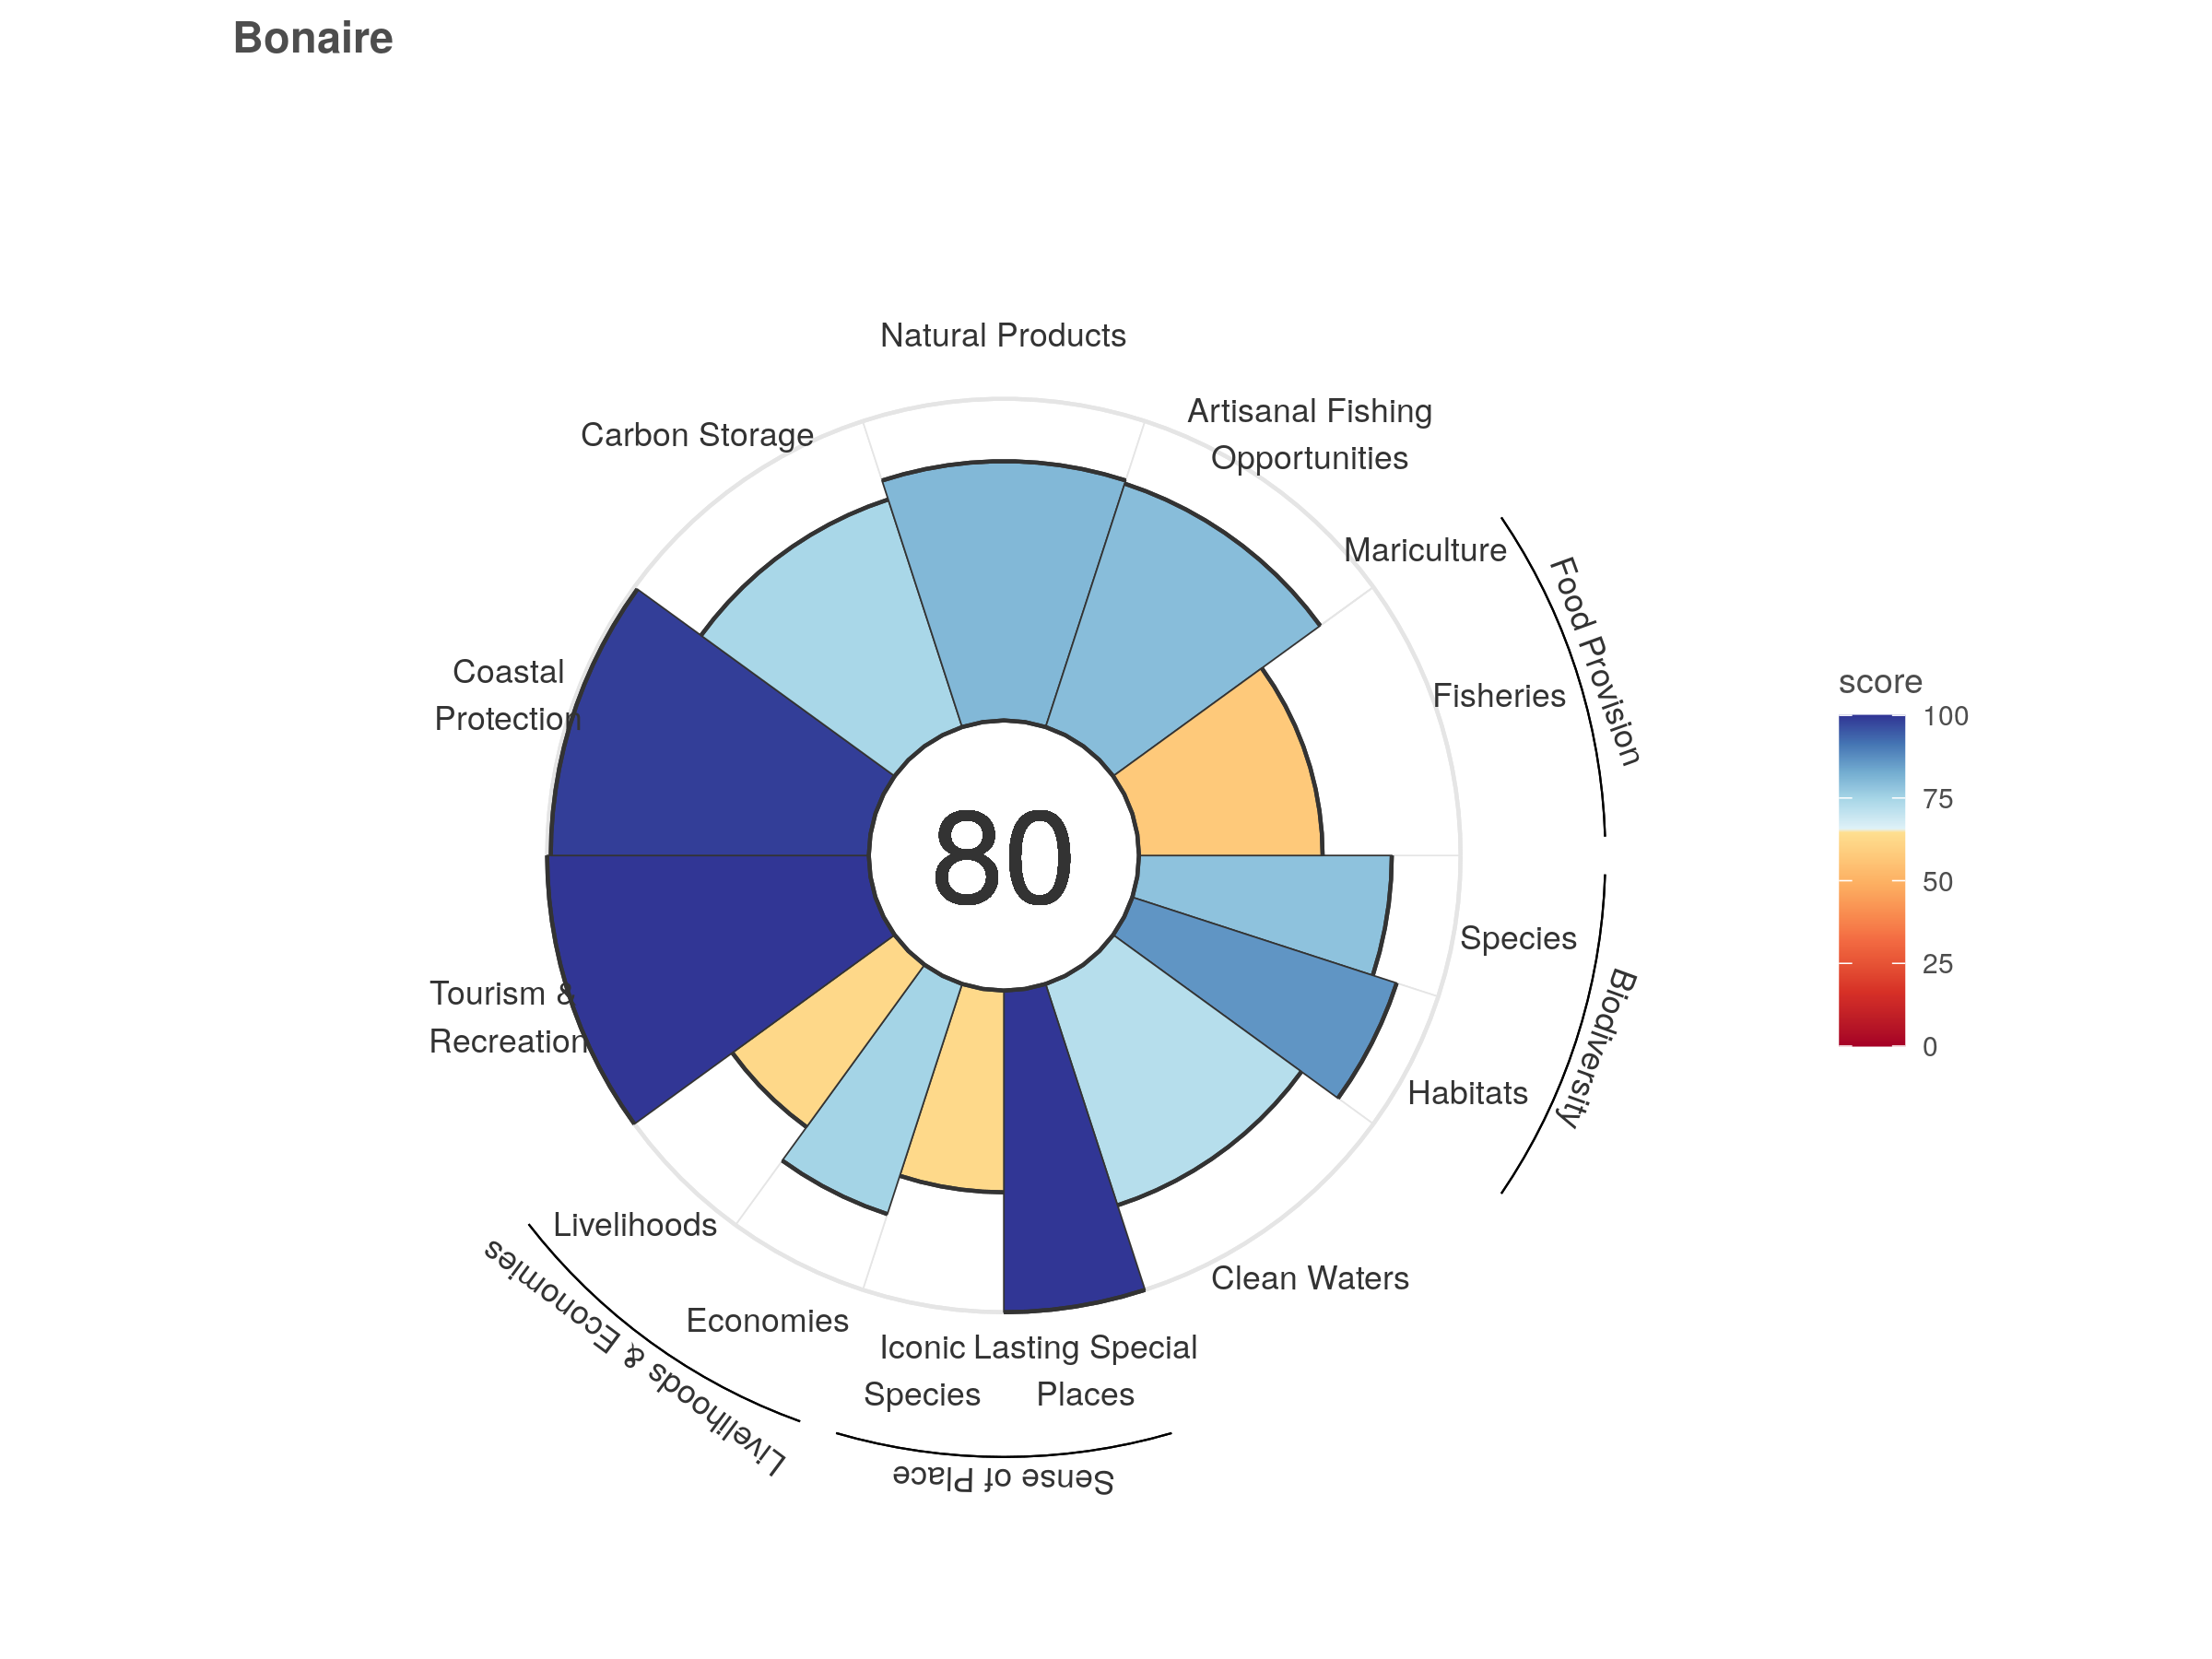 Bonaire
Natural Products
Artisanal Fishing
Opportunities
Carbon Storage
Mariculture
Food Provision
Fisheries
Coastal
Protection
score
100
75
50
25
0
80
Species
Biodiversity
Habitats
Tourism &
Recreation
Livelihoods
Livelihoods & Economies
Clean Waters
Economies
Iconic
Species
Lasting Special
Places
Sense of Place